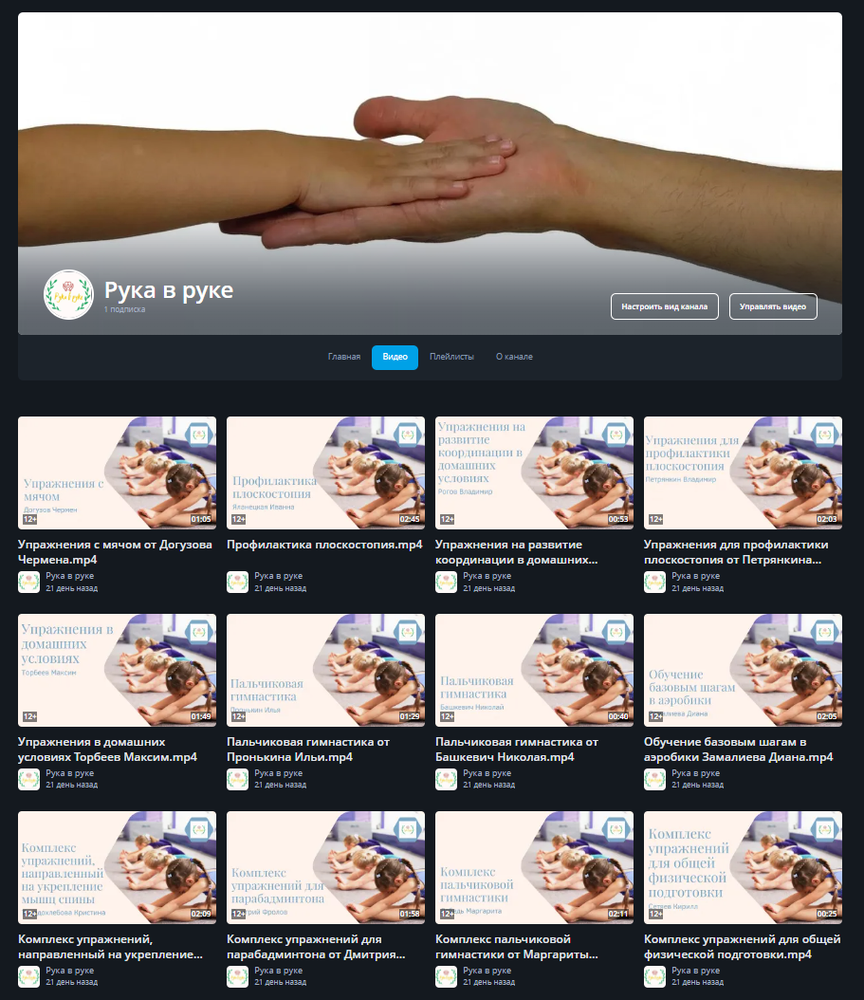 Рука в руке
Рука в руке
1 подписка
Настроить вид канала
Управлять видео
Главная
Видео
Плейлисты
О канале
Упражнения с
мячом
Догузов Чермен
12+
01:05
Упражнения с мячом от Догузова
Чермена.mp4
Рука в руке
21 день назад
Профилактика
плоскостопия
Яланецкая Иванна
12+
02:45
Профилактика плоскостопия.mp4
Рука в руке
21 день назад
Упражнения на
развитие
координации в
домашних
условиях
Рогов Владимир
12+
00:53
Упражнения на развитие
координации в домашних...
Рука в руке
21 день назад
Упражнения для
профилактики
плоскостопия
Петрянкин Владимир
12+
02:03
Упражнения для профилактики
плоскостопия от Петрянкина...
Рука в руке
21 день назад
Упражнения в
домашних
условиях
Торбеев Максим
12+
01:49
Упражнения в домашних
условиях Торбеев Максим.mp4
Рука в руке
21 день назад
Пальчиковая
гимнастика
Пронькин Илья
12+
01:29
Пальчиковая гимнастика от
Пронькина Ильи.mp4
Рука в руке
21 день назад
Пальчиковая
гимнастика
Башкевич Николай
12+
00:40
Пальчиковая гимнастика от
Башкевич Николая.mp4
Рука в руке
21 день назад
Обучение
базовым шагам
в аэробики
Диана
12+
02:05
Обучение базовым шагам в
аэробики Замалиева Диана.mp4
Рука в руке
21 день назад
Комплекс
упражнений,
направленный
на укрепление
мышц спины
Кристина
12+
02:09
Комплекс упражнений,
направленный на укрепление...
Рука в руке
21 день назад
Комплекс
упражнений для
парабадминтона
Фролов
12+
01:58
Комплекс упражнений для
парабадминтона от Дмитрия...
Рука в руке
21 день назад
Комплекс
пальчиковой
гимнастики
Маргарита
12+
02:11
Комплекс пальчиковой
гимнастики от Маргариты...
Рука в руке
21 день назад
Комплекс
упражнений
для общей
физической
подготовки
Сетаев Кирилл
12+
00:25
Комплекс упражнений для общей
физической подготовки.mp4
Рука в руке
21 день назад